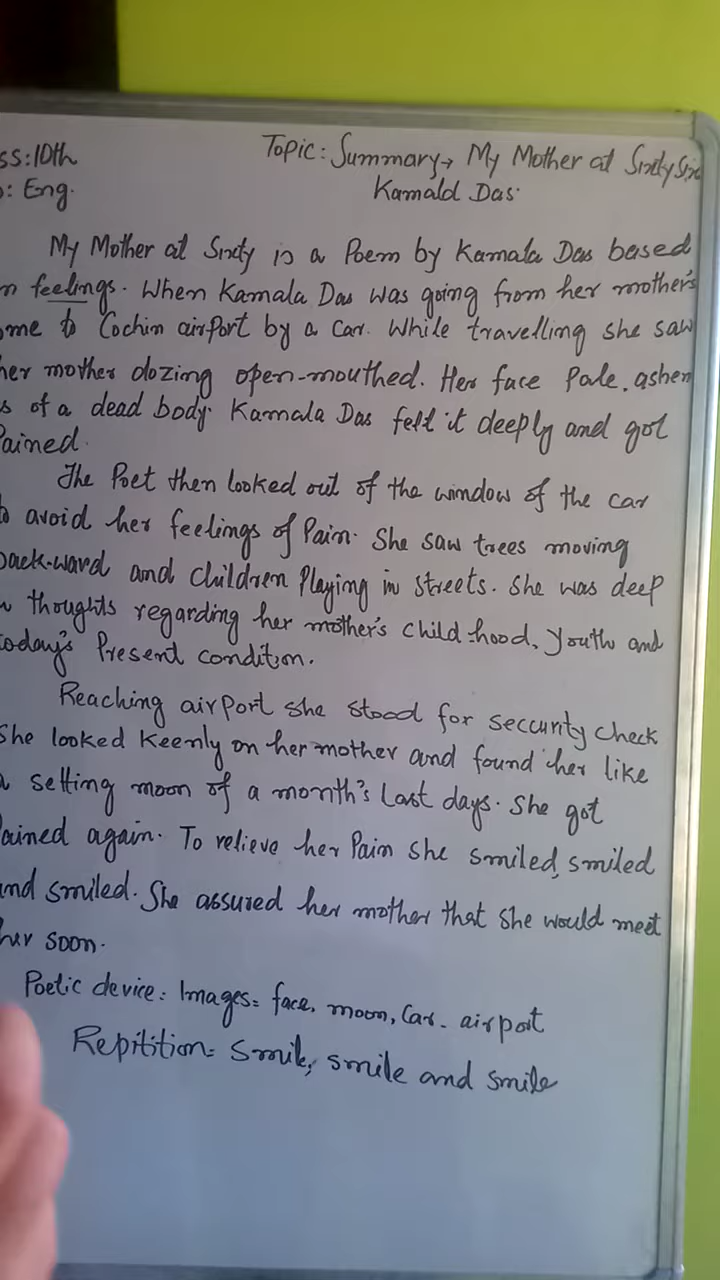 ss:10th
Topic: Summary→ My Mother at Sixty Six
: Eng.
Kamald Das.
My Mother at Sixty is a Poem by Kamala Das based
n feelings. When Kamala Das was going from her mother's
ome to Cochin airport by a car. While travelling she saw
her mother dozing open-mouthed. Her face Pale, ashen
s of a dead body. Kamala Das felt it deeply and got
Pained.
The Poet then looked out of the window of the car
o avoid her feelings of Pain. She saw trees moving
back-ward and children Playing in streets. She was deep
n thoughts regarding her mother's child-hood, youth and
today's Present condition.
Reaching airport she stood for security check
She looked keenly on her mother and found her like
a setting moon of a month's last days. She got
Pained again. To relieve her Pain she smiled, smiled
and smiled. She assured her mother that she would meet
her soon.
Poetic device: Images= face, moon, Car- airport
Repitition= Smile, smile and smile